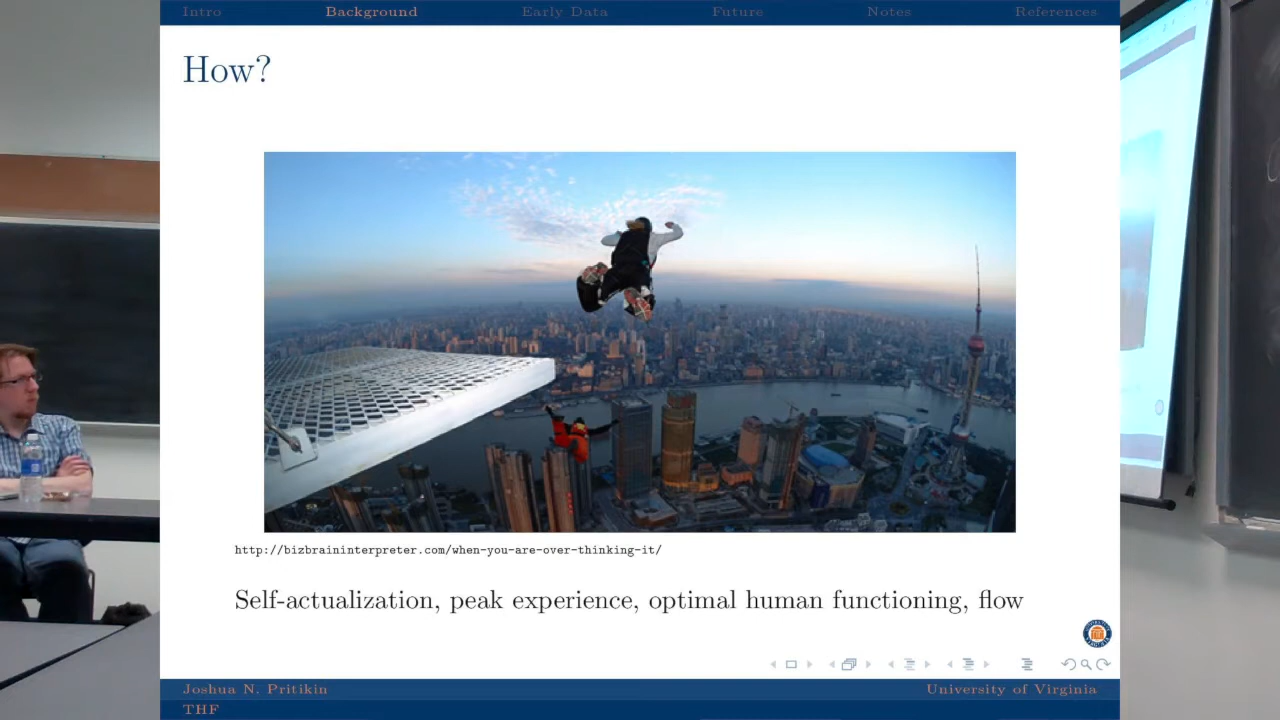 Intro Background Early Data Future Notes References
How?
http://bizbraininterpreter.com/when-you-are-over-thinking-it/
Self-actualization, peak experience, optimal human functioning, flow
Joshua N. Pritikin University of Virginia
THF